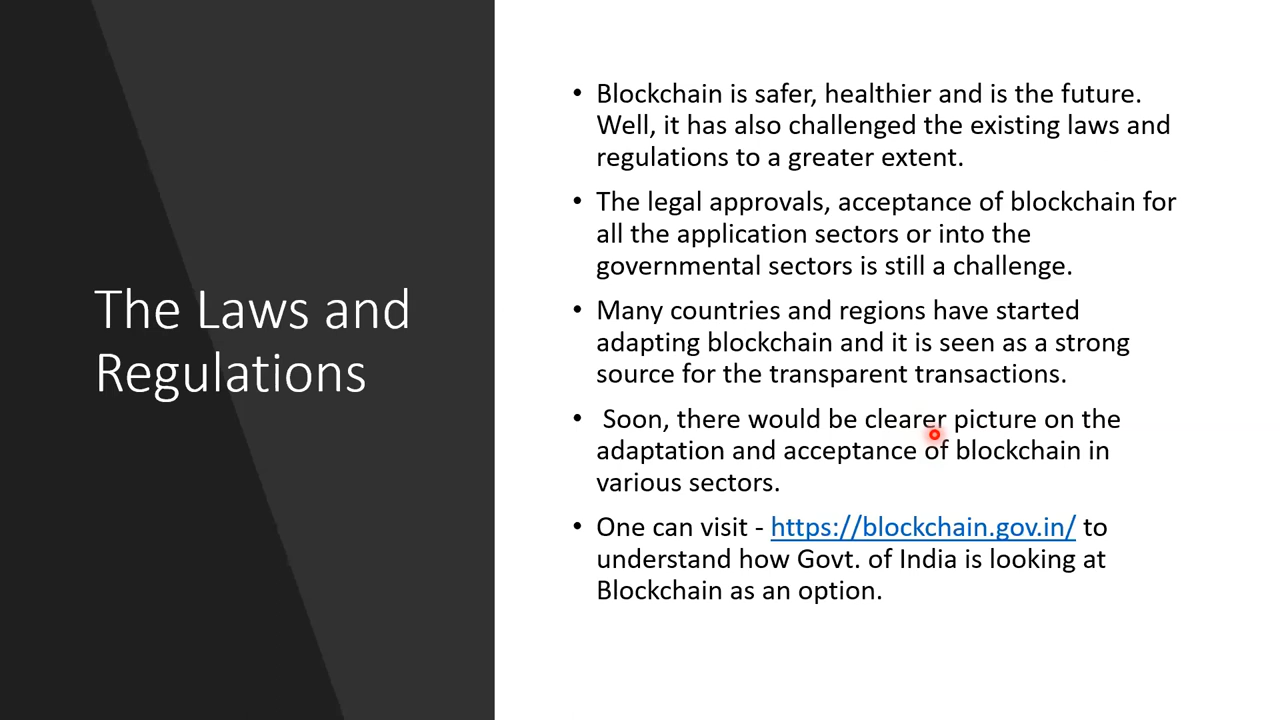 The Laws and
Regulations
• Blockchain is safer, healthier and is the future.
Well, it has also challenged the existing laws and
regulations to a greater extent.
• The legal approvals, acceptance of blockchain for
all the application sectors or into the
governmental sectors is still a challenge.
• Many countries and regions have started
adapting blockchain and it is seen as a strong
source for the transparent transactions.
• Soon, there would be clearer picture on the
adaptation and acceptance of blockchain in
various sectors.
• One can visit - https://blockchain.gov.in/ to
understand how Govt. of India is looking at
Blockchain as an option.